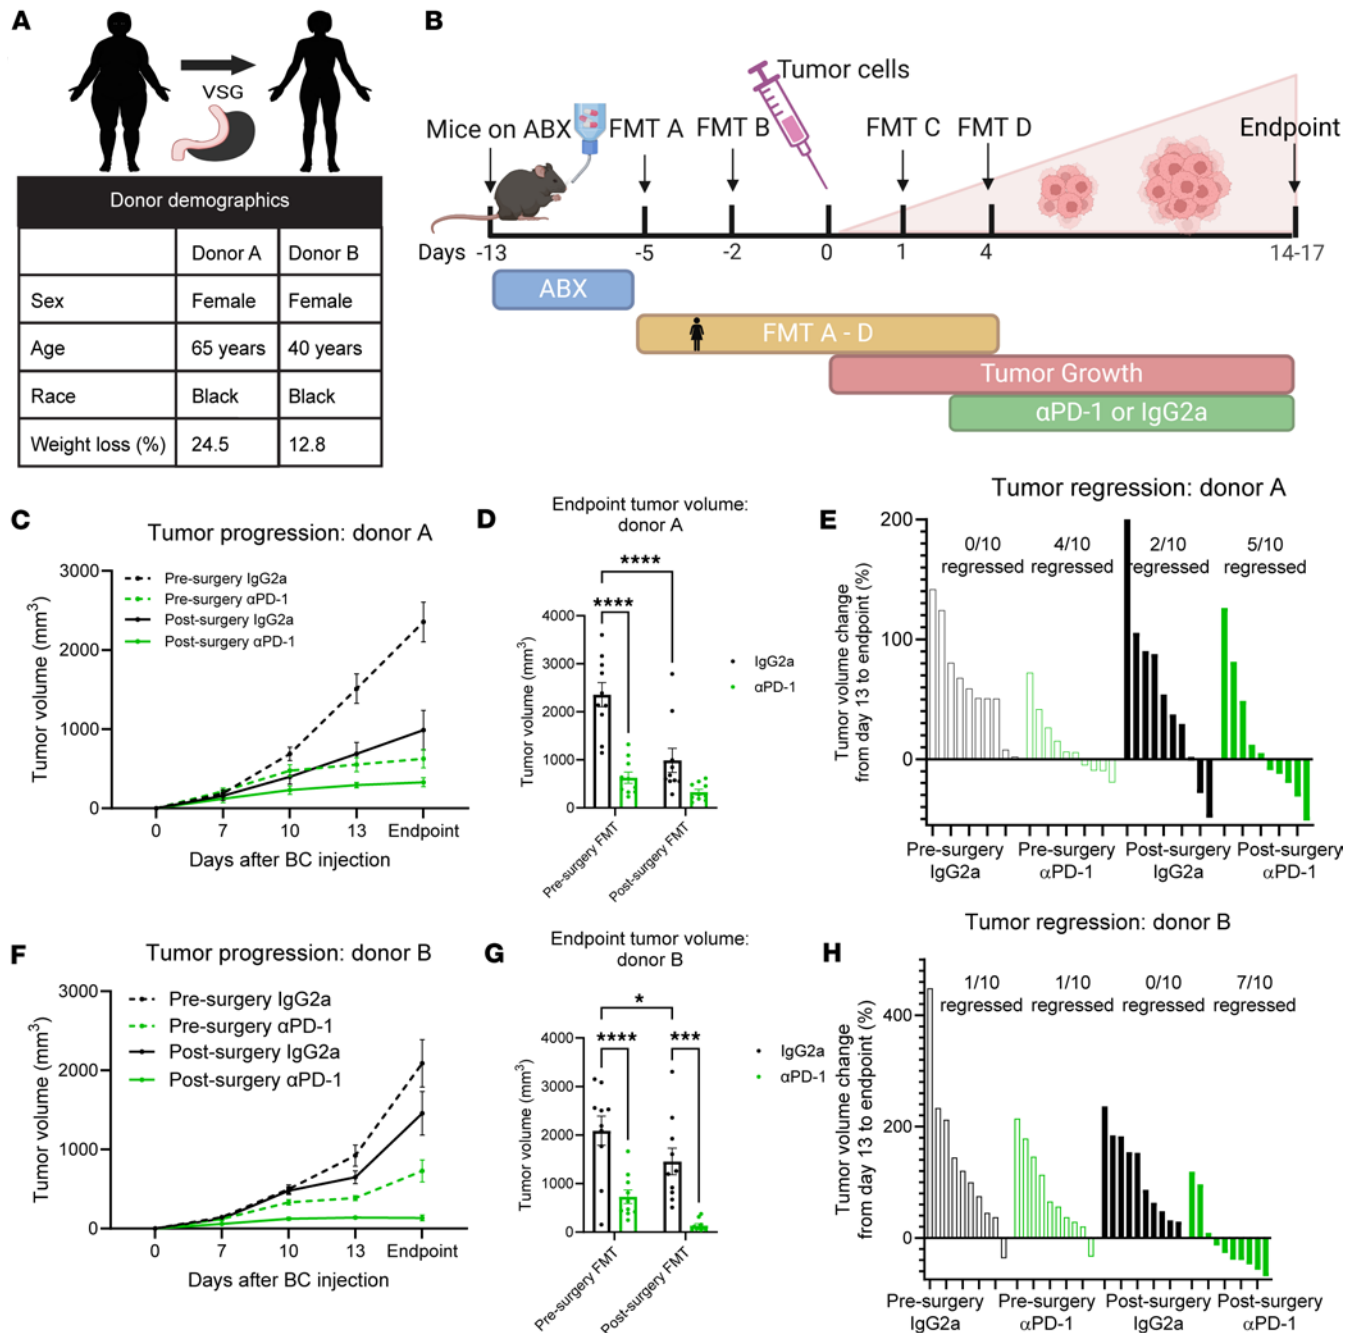 A
VSG
Donor demographics
Donor A Donor B
Sex Female Female
Age 65 years 40 years
Race Black Black
Weight loss (%) 24.5 12.8
B
Tumor cells
Mice on ABX FMT A FMT B FMT C FMT D Endpoint
Days -13 -5 -2 0 1 4 14-17
ABX
FMT A - D
Tumor Growth
αPD-1 or IgG2a
C
Tumor progression: donor A
Tumor volume (mm³)
3000
2000
1000
0
Pre-surgery IgG2a
Pre-surgery αPD-1
Post-surgery IgG2a
Post-surgery αPD-1
0 7 10 13 Endpoint
Days after BC injection
D
Endpoint tumor volume:
donor A
Tumor volume (mm³)
4000
3000
2000
1000
0
****
****
IgG2a
αPD-1
Pre-surgery FMT
Post-surgery FMT
E
Tumor regression: donor A
Tumor volume change
from day 13 to endpoint (%)
200
100
0
0/10 4/10 2/10 5/10
regressed regressed regressed regressed
Pre-surgery Pre-surgery Post-surgery Post-surgery
IgG2a αPD-1 IgG2a αPD-1
F
Tumor progression: donor B
Tumor volume (mm³)
3000
2000
1000
0
Pre-surgery IgG2a
Pre-surgery αPD-1
Post-surgery IgG2a
Post-surgery αPD-1
0 7 10 13 Endpoint
Days after BC injection
G
Endpoint tumor volume:
donor B
Tumor volume (mm³)
4000
3000
2000
1000
0
*
**** ***
IgG2a
αPD-1
Pre-surgery FMT
Post-surgery FMT
H
Tumor regression: donor B
Tumor volume change
from day 13 to endpoint (%)
400
200
0
1/10 1/10 0/10 7/10
regressed regressed regressed regressed
Pre-surgery Pre-surgery Post-surgery Post-surgery
IgG2a αPD-1 IgG2a αPD-1